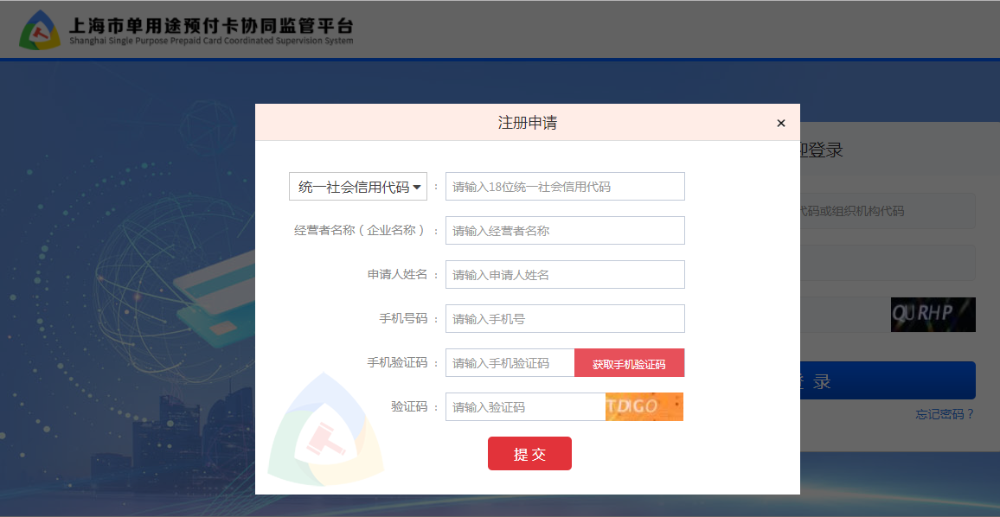 上海市单用途预付卡协同监管平台
Shanghai Single Purpose Prepaid Card Coordinated Supervision System
注册申请 ×
迎登录
统一社会信用代码 : 请输入18位统一社会信用代码
代码或组织机构代码
经营者名称（企业名称） : 请输入经营者名称
申请人姓名 : 请输入申请人姓名
手机号码 : 请输入手机号
QURHP
手机验证码 : 请输入手机验证码 获取手机验证码
登 录
验证码 : 请输入验证码 TDIGO
忘记密码？
提 交